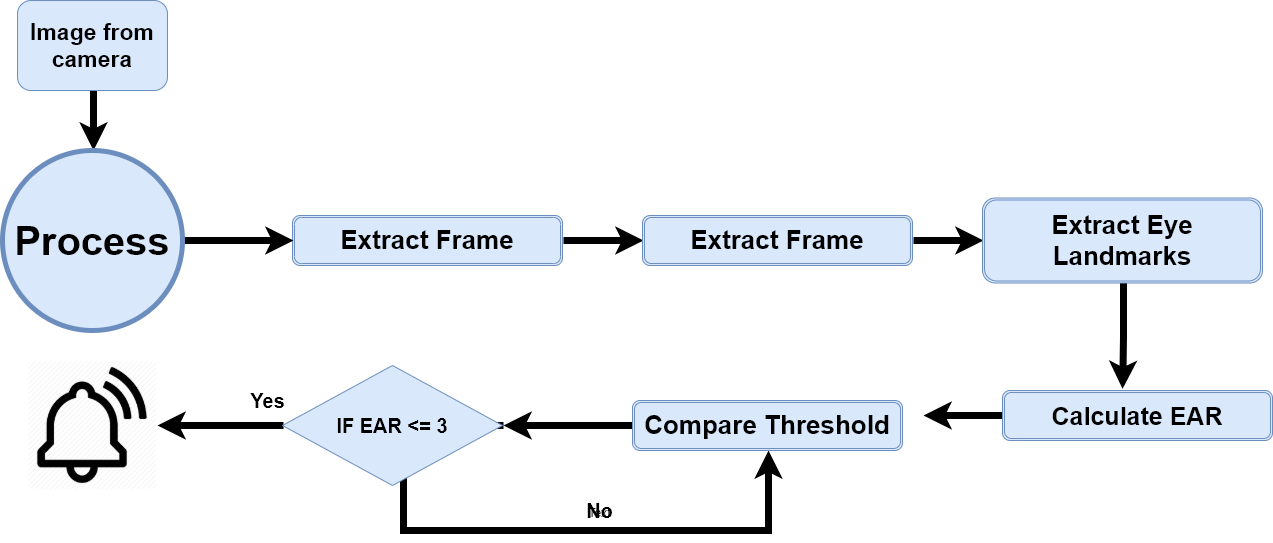 Image from
camera
Process
Extract Frame
Extract Frame
Extract Eye
Landmarks
Calculate EAR
Compare Threshold
IF EAR <= 3
Yes
No